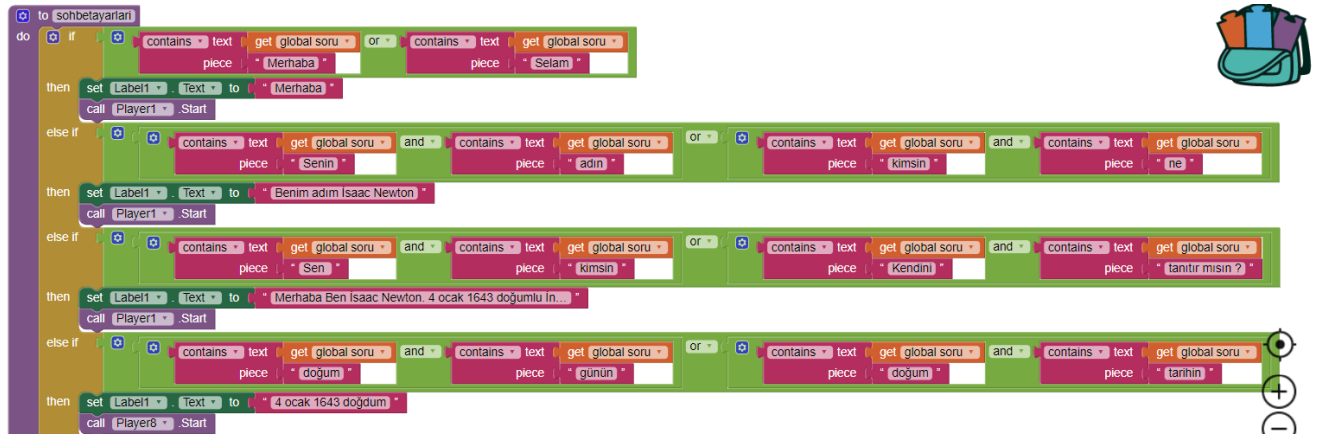 to sohbetayarlari
do if contains text get global soru or contains text get global soru
piece " Merhaba " piece " Selam "
then set Label1 . Text to " Merhaba "
call Player1 .Start
else if contains text get global soru and contains text get global soru or contains text get global soru and contains text get global soru
piece " Senin " piece " adın " piece " kimsin " piece " ne "
then set Label1 . Text to " Benim adım İsaac Newton "
call Player1 .Start
else if contains text get global soru and contains text get global soru or contains text get global soru and contains text get global soru
piece " Sen " piece " kimsin " piece " Kendini " piece " tanıtır mısın ? "
then set Label1 . Text to " Merhaba Ben İsaac Newton. 4 ocak 1643 doğumlu İn... "
call Player1 .Start
else if contains text get global soru and contains text get global soru or contains text get global soru and contains text get global soru
piece " doğum " piece " günün " piece " doğum " piece " tarihin "
then set Label1 . Text to " 4 ocak 1643 doğdum "
call Player8 .Start